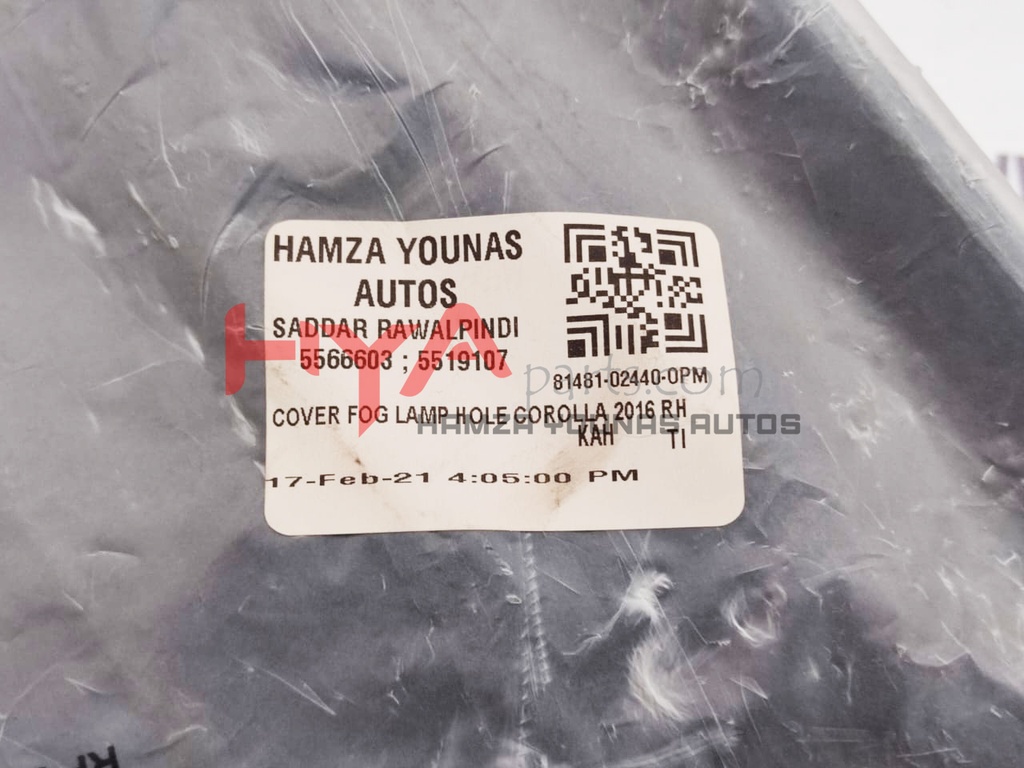 HAMZA YOUNAS
AUTOS
SADDAR RAWALPINDI
5566603 ; 5519107
81481-02440-0PM
COVER FOG LAMP HOLE COROLLA 2016 RH
KAH TI
17-Feb-21 4:05:00 PM
HYA parts.com
HAMZA YOUNAS AUTOS